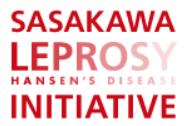 SASAKAWA
LEPROSY
HANSEN'S DISEASE
INITIATIVE